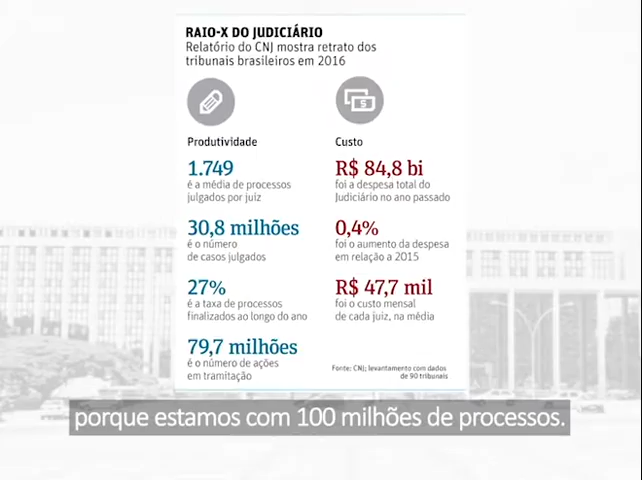 RAIO-X DO JUDICIÁRIO
Relatório do CNJ mostra retrato dos
tribunais brasileiros em 2016
Produtividade
1.749
é a média de processos
julgados por juiz
30,8 milhões
é o número
de casos julgados
27%
é a taxa de processos
finalizados ao longo do ano
79,7 milhões
é o número de ações
em tramitação
Custo
R$ 84,8 bi
foi a despesa total do
Judiciário no ano passado
0,4%
foi o aumento da despesa
em relação a 2015
R$ 47,7 mil
foi o custo mensal
de cada juiz, na média
Fonte: CNJ; levantamento com dados
de 90 tribunais
porque estamos com 100 milhões de processos.